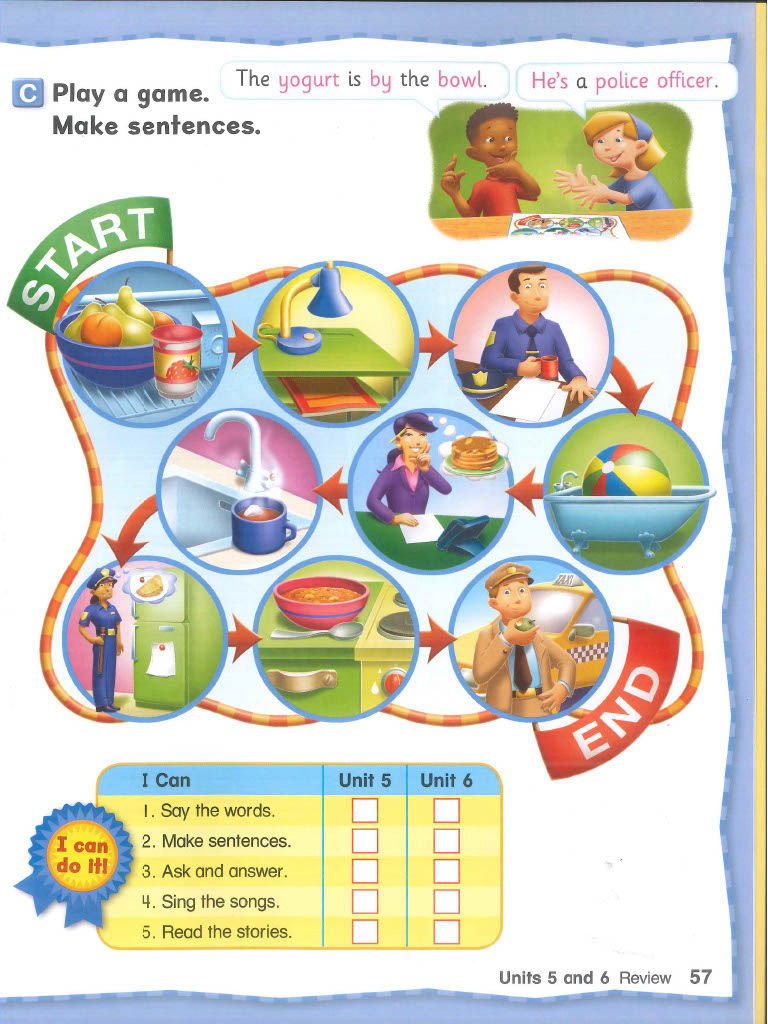 C Play a game.
Make sentences.
The yogurt is by the bowl.
He's a police officer.
START
TAXI
END
I Can Unit 5 Unit 6
1. Say the words.
2. Make sentences.
3. Ask and answer.
4. Sing the songs.
5. Read the stories.
I can
do it!
Units 5 and 6 Review 57